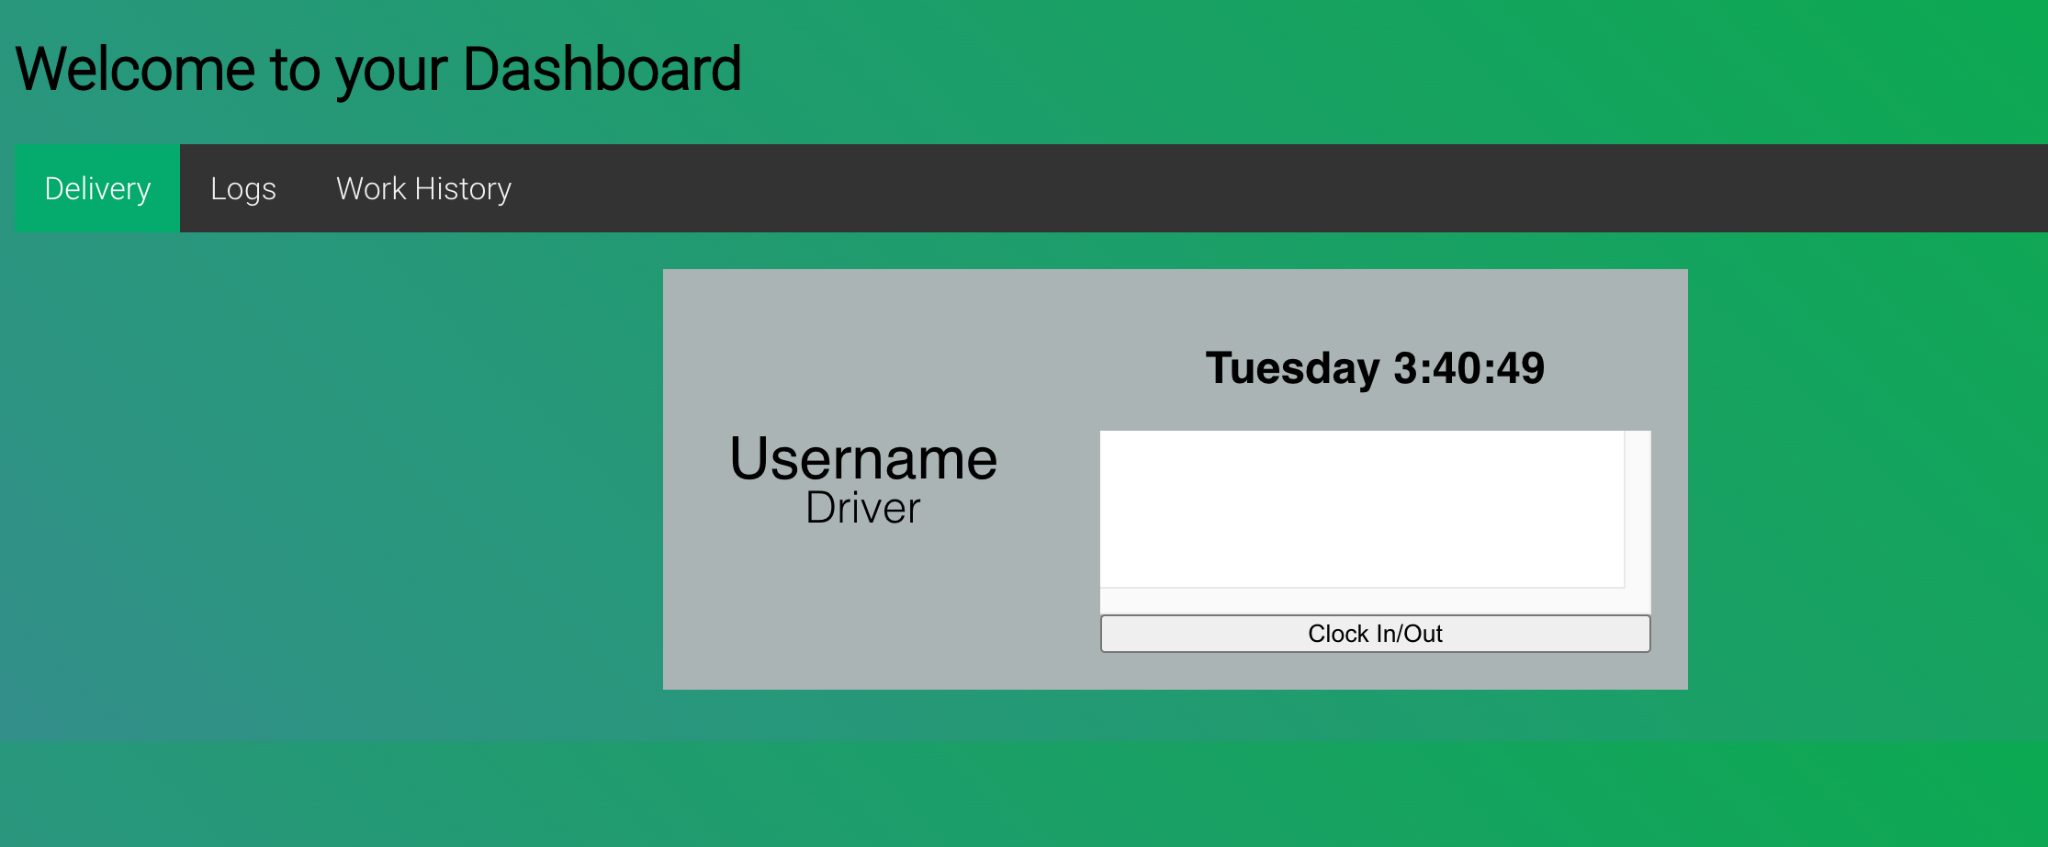 Welcome to your Dashboard
Delivery Logs Work History
Tuesday 3:40:49
Username
Driver
Clock In/Out